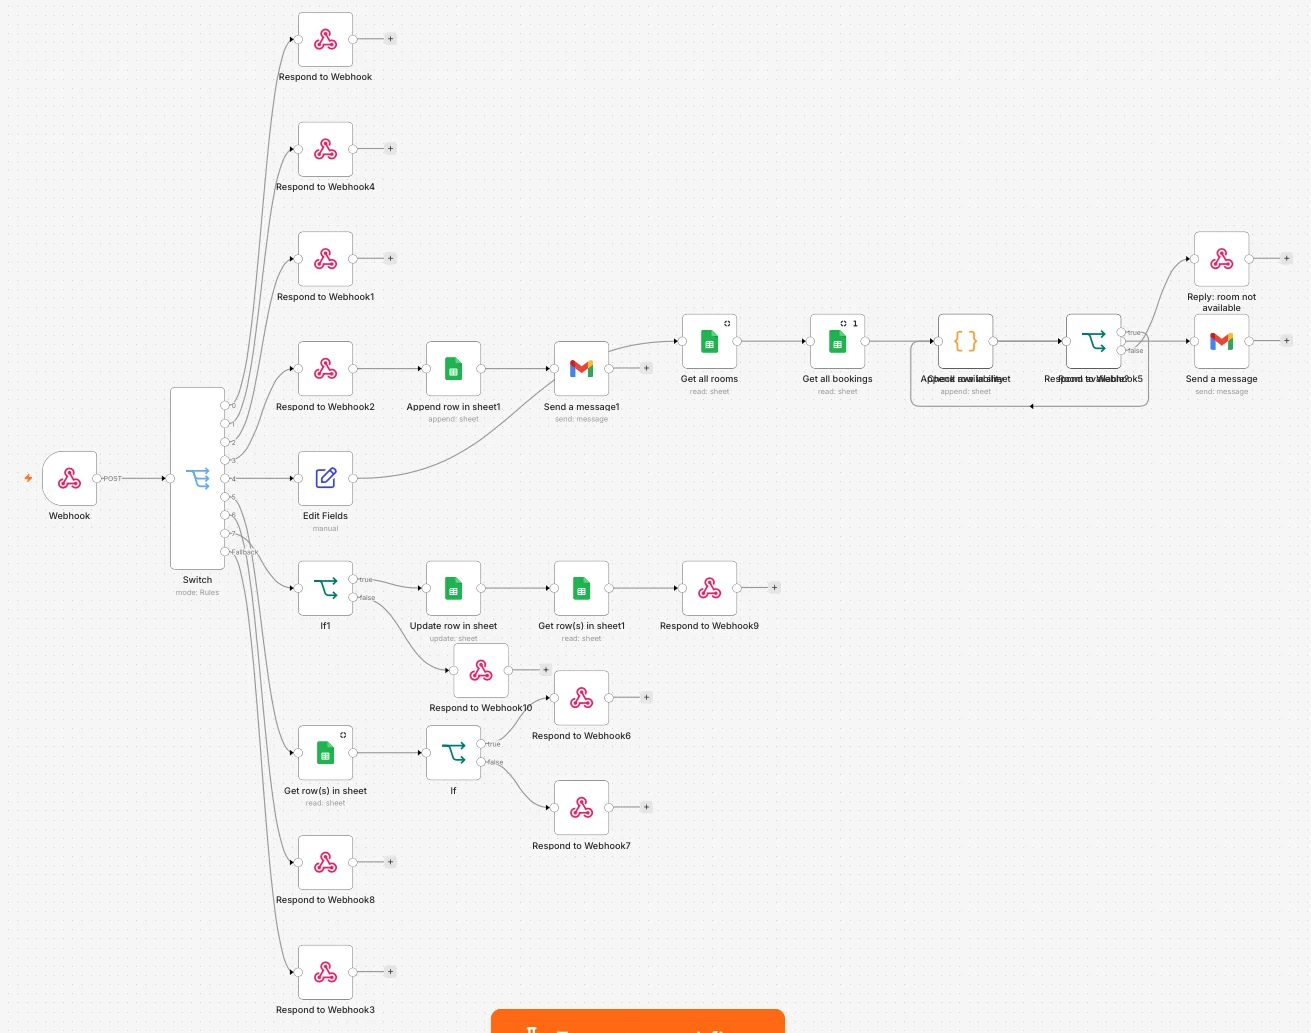 Respond to Webhook
Respond to Webhook4
Respond to Webhook1
Reply: room not
available
1
true
false
Get all rooms
read: sheet
Get all bookings
read: sheet
append: sheet
Send a message
send: message
Respond to Webhook2
Append row in sheet1
append: sheet
Send a message1
send: message
0
1
2
3
4
5
6
7
Fallback
POST
Webhook
Edit Fields
manual
Switch
mode: Rules
true
false
If1
Update row in sheet
update: sheet
Get row(s) in sheet1
read: sheet
Respond to Webhook9
Respond to Webhook10
Respond to Webhook6
true
false
Get row(s) in sheet
read: sheet
If
Respond to Webhook7
Respond to Webhook8
Respond to Webhook3